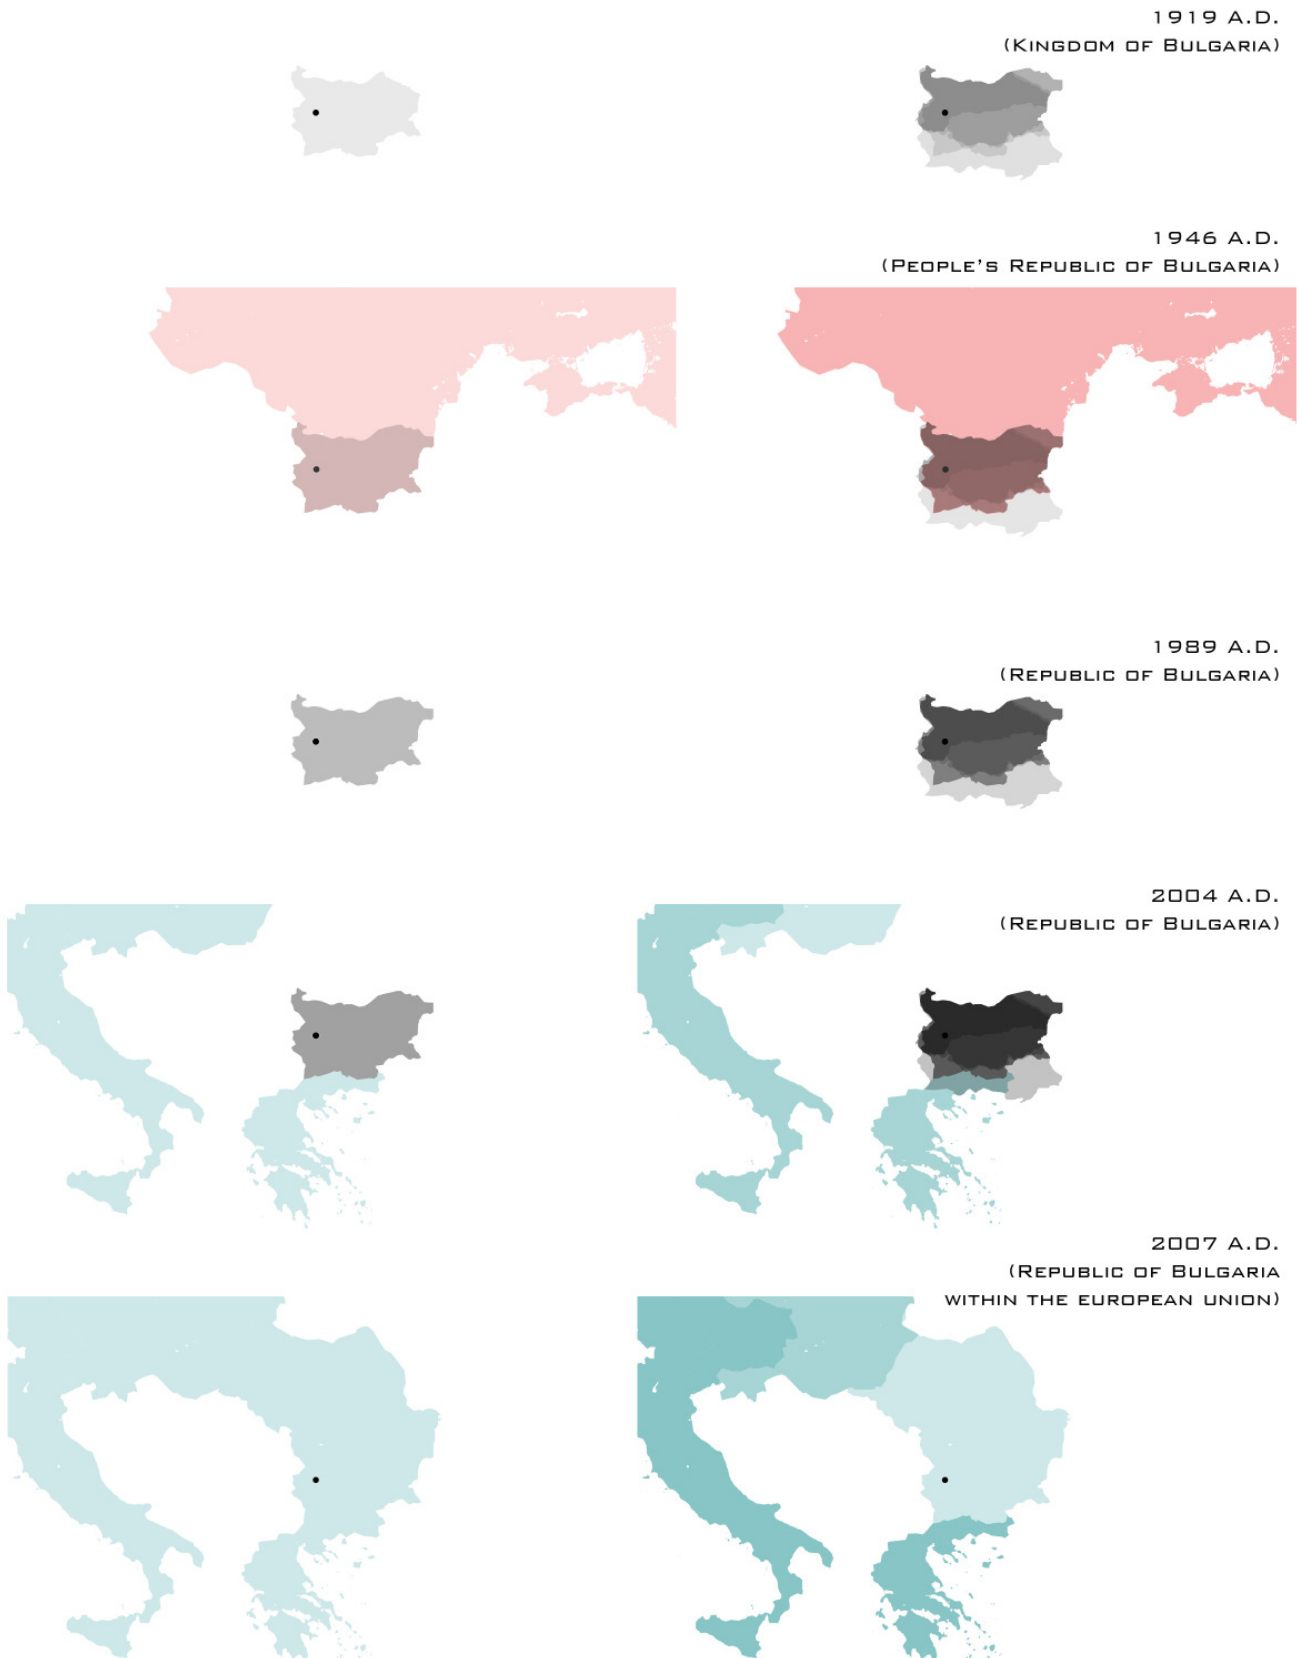 1919 A.D.
(Kingdom of Bulgaria)
1946 A.D.
(People's Republic of Bulgaria)
1989 A.D.
(Republic of Bulgaria)
2004 A.D.
(Republic of Bulgaria)
2007 A.D.
(Republic of Bulgaria
within the european union)